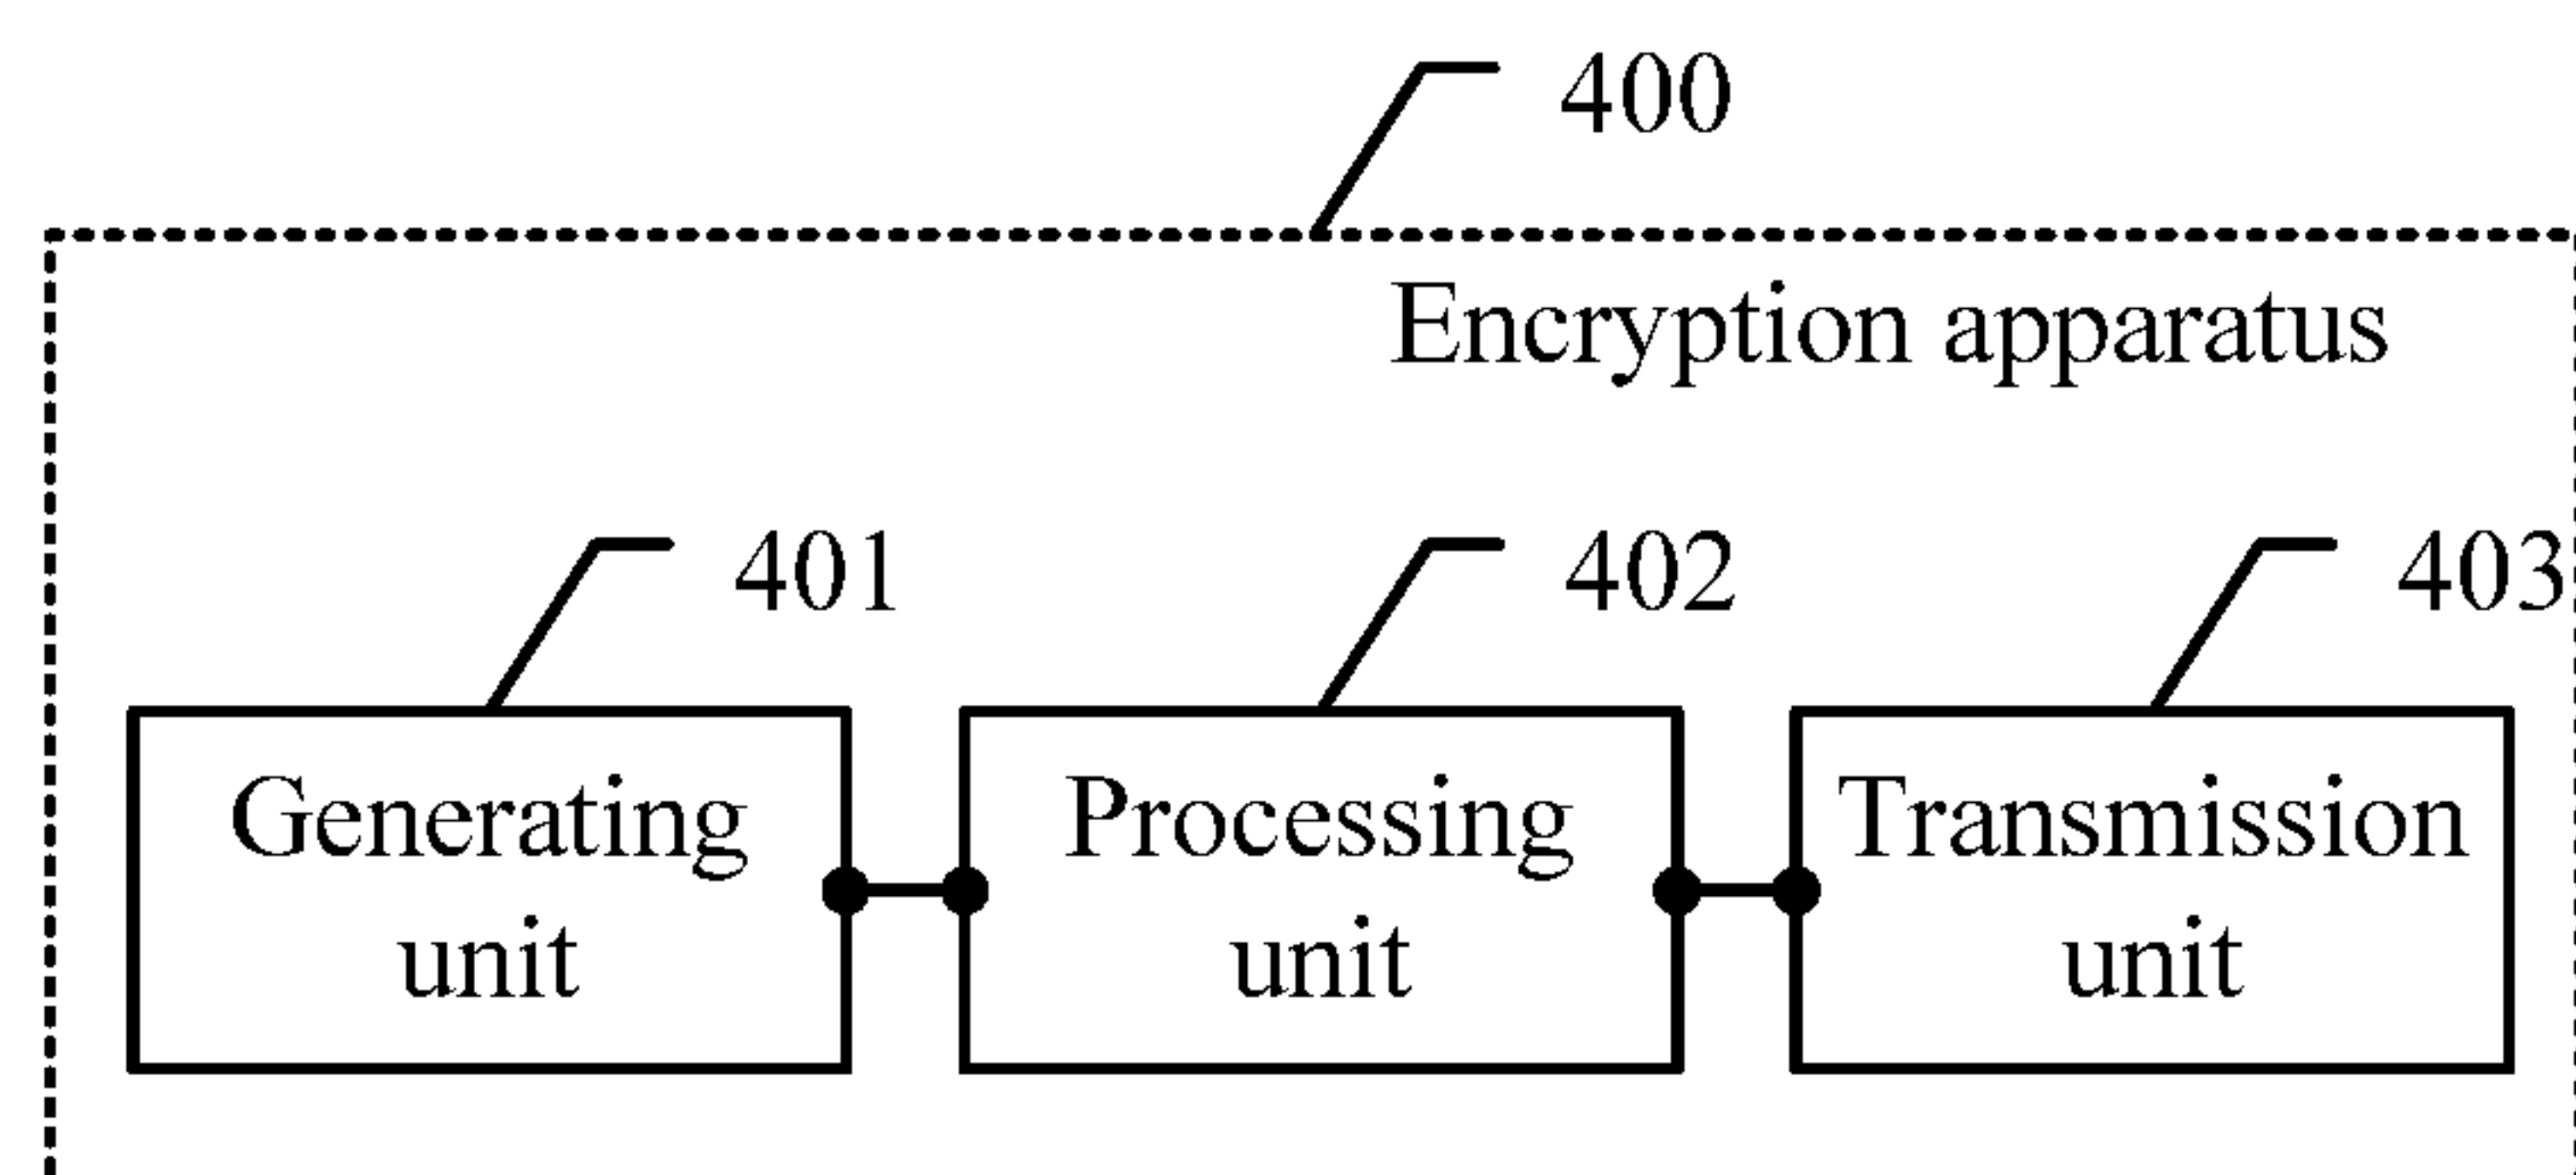 400
Encryption apparatus
401
402
403
Generating
unit
Processing
unit
Transmission
unit